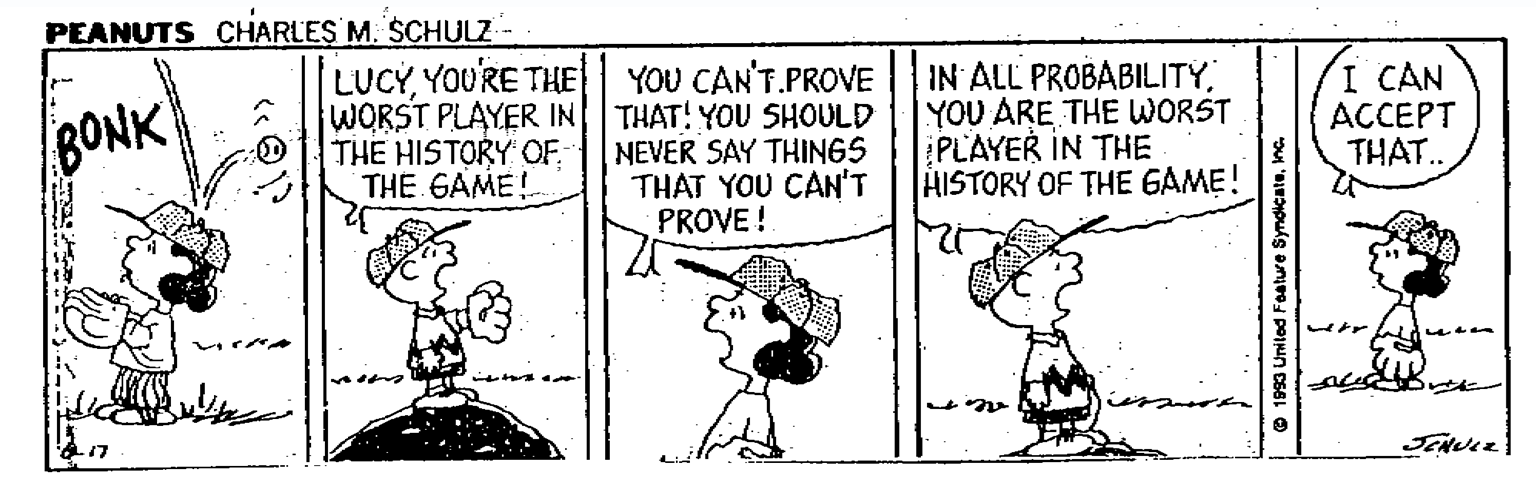 PEANUTS CHARLES M. SCHULZ
BONK
LUCY, YOU'RE THE
WORST PLAYER IN
THE HISTORY OF
THE GAME!
YOU CAN'T PROVE
THAT! YOU SHOULD
NEVER SAY THINGS
THAT YOU CAN'T
PROVE!
IN ALL PROBABILITY,
YOU ARE THE WORST
PLAYER IN THE
HISTORY OF THE GAME!
© 1993 United Feature Syndicate, Inc.
I CAN
ACCEPT
THAT..
SCHULZ